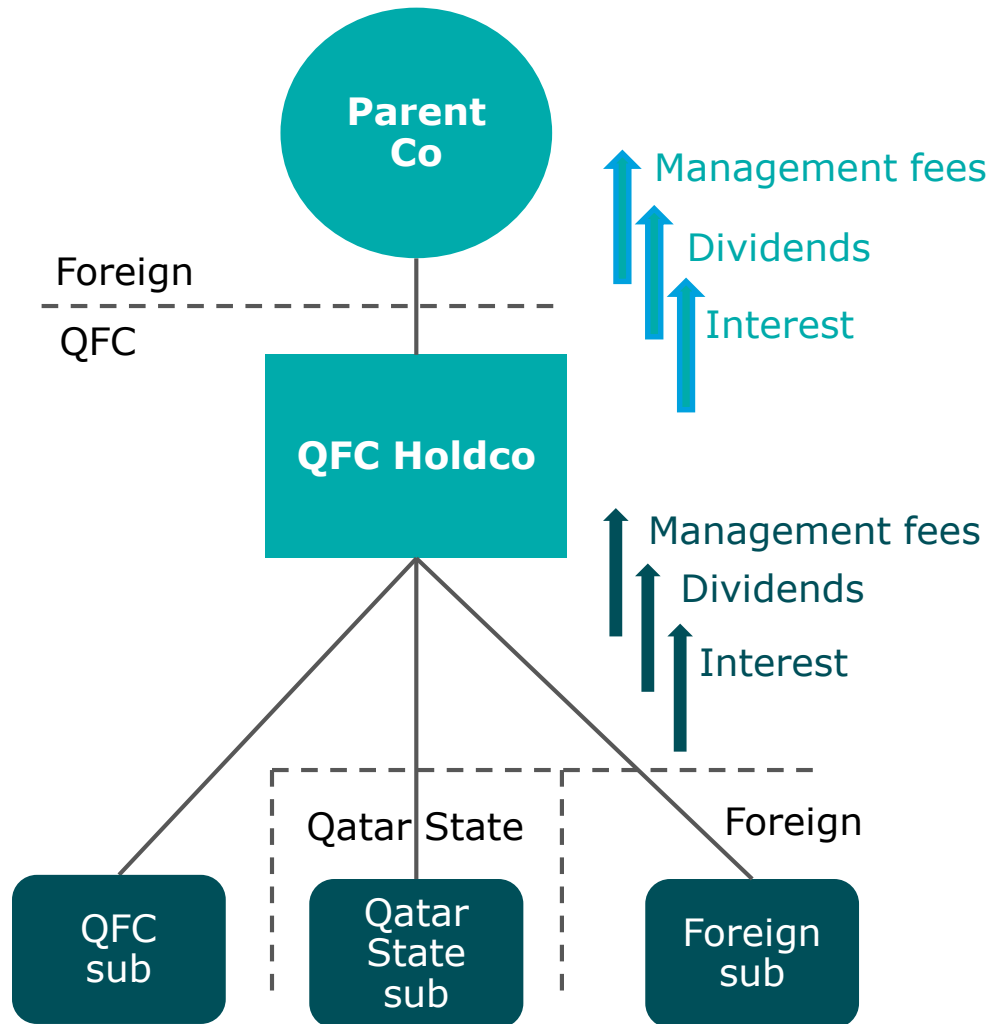 Parent
Co
Management fees
Dividends
Interest
Foreign
QFC
QFC Holdco
Management fees
Dividends
Interest
Qatar State
Foreign
QFC
sub
Qatar
State
sub
Foreign
sub